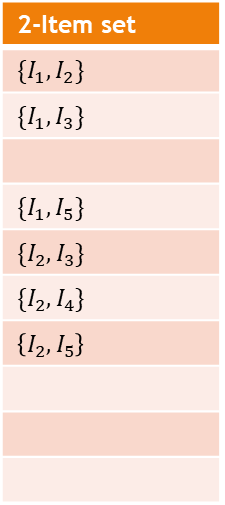 2-Item set
{I₁, I₂}
{I₁, I₃}
{I₁, I₅}
{I₂, I₃}
{I₂, I₄}
{I₂, I₅}